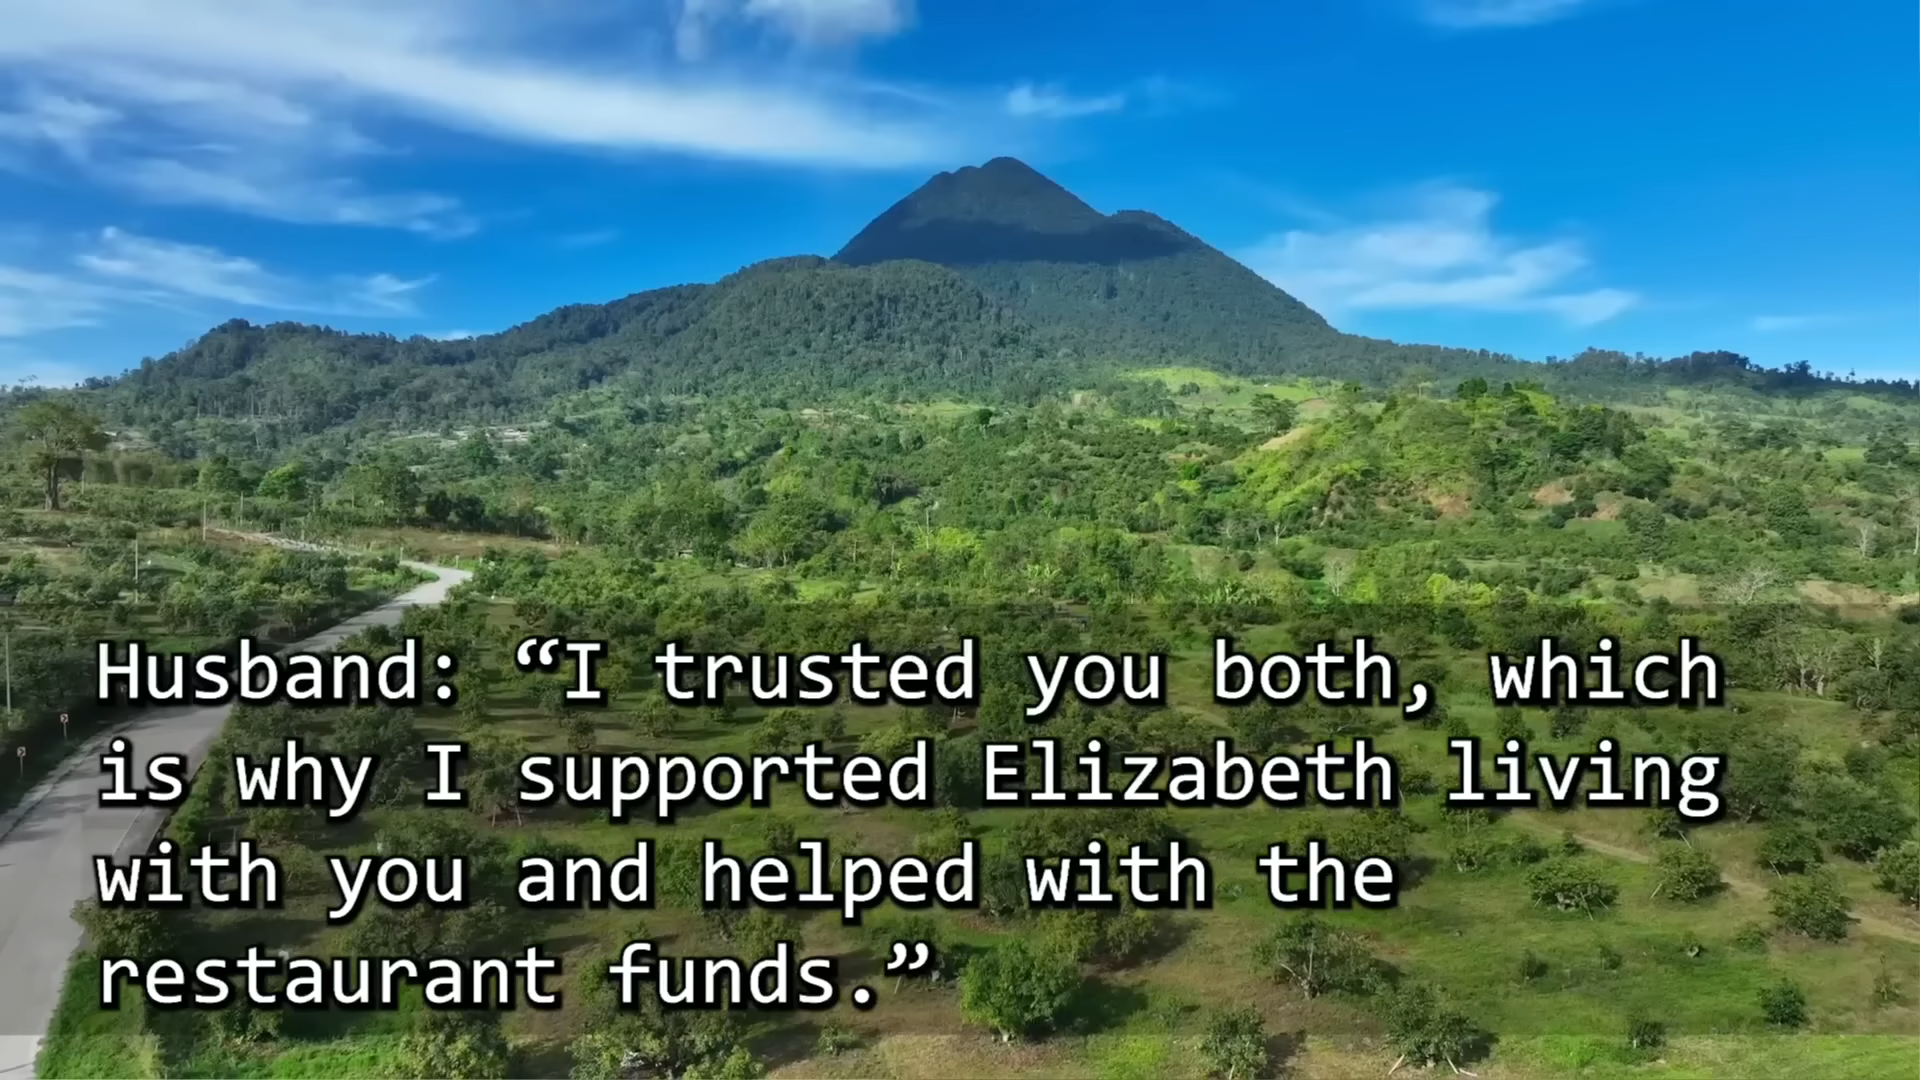 Husband: “I trusted you both, which
is why I supported Elizabeth living
with you and helped with the
restaurant funds.”